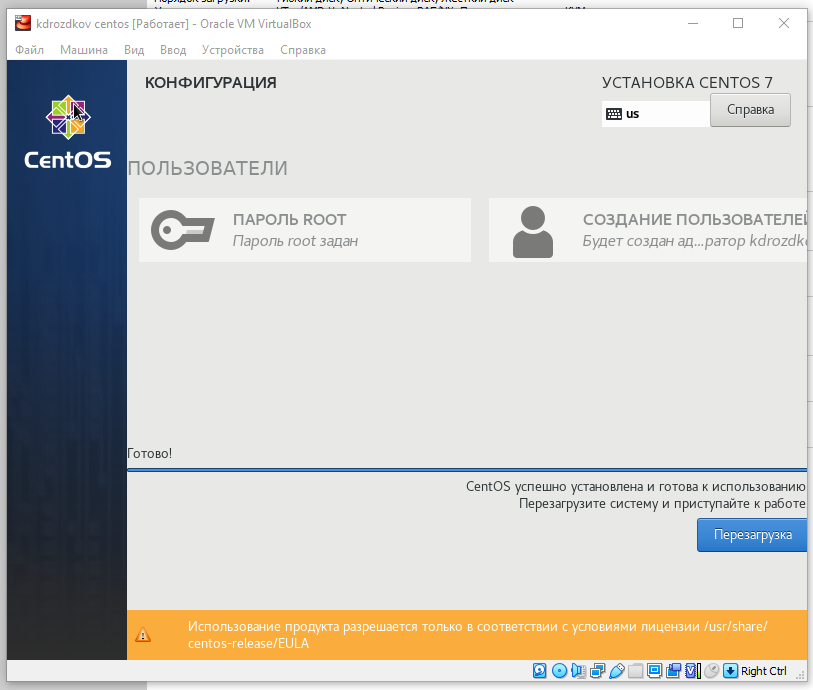 kdrozdkov centos [Работает] - Oracle VM VirtualBox
Файл Машина Вид Ввод Устройства Справка
КОНФИГУРАЦИЯ
УСТАНОВКА CENTOS 7
us
Справка
CentOS
ПОЛЬЗОВАТЕЛИ
ПАРОЛЬ ROOT
Пароль root задан
СОЗДАНИЕ ПОЛЬЗОВАТЕЛЕЙ
Будет создан ад...ратор kdrozdk
Готово!
CentOS успешно установлена и готова к использованию
Перезагрузите систему и приступайте к работе
Перезагрузка
Использование продукта разрешается только в соответствии с условиями лицензии /usr/share/
centos-release/EULA
Right Ctrl